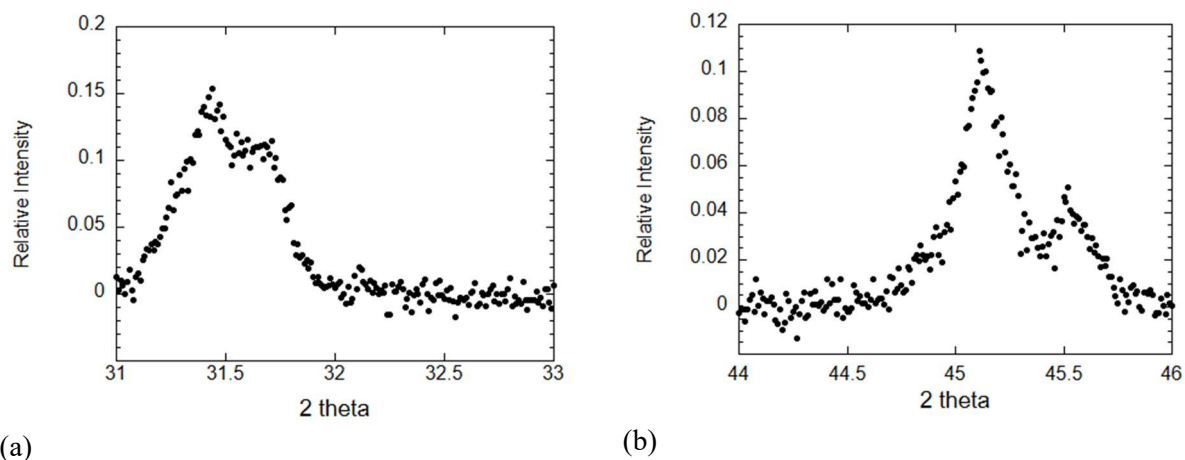 0.2
0.15
0.1
0.05
0
Relative Intensity
31 31.5 32 32.5 33
2 theta
(a)
0.12
0.1
0.08
0.06
0.04
0.02
0
Relative Intensity
44 44.5 45 45.5 46
2 theta
(b)